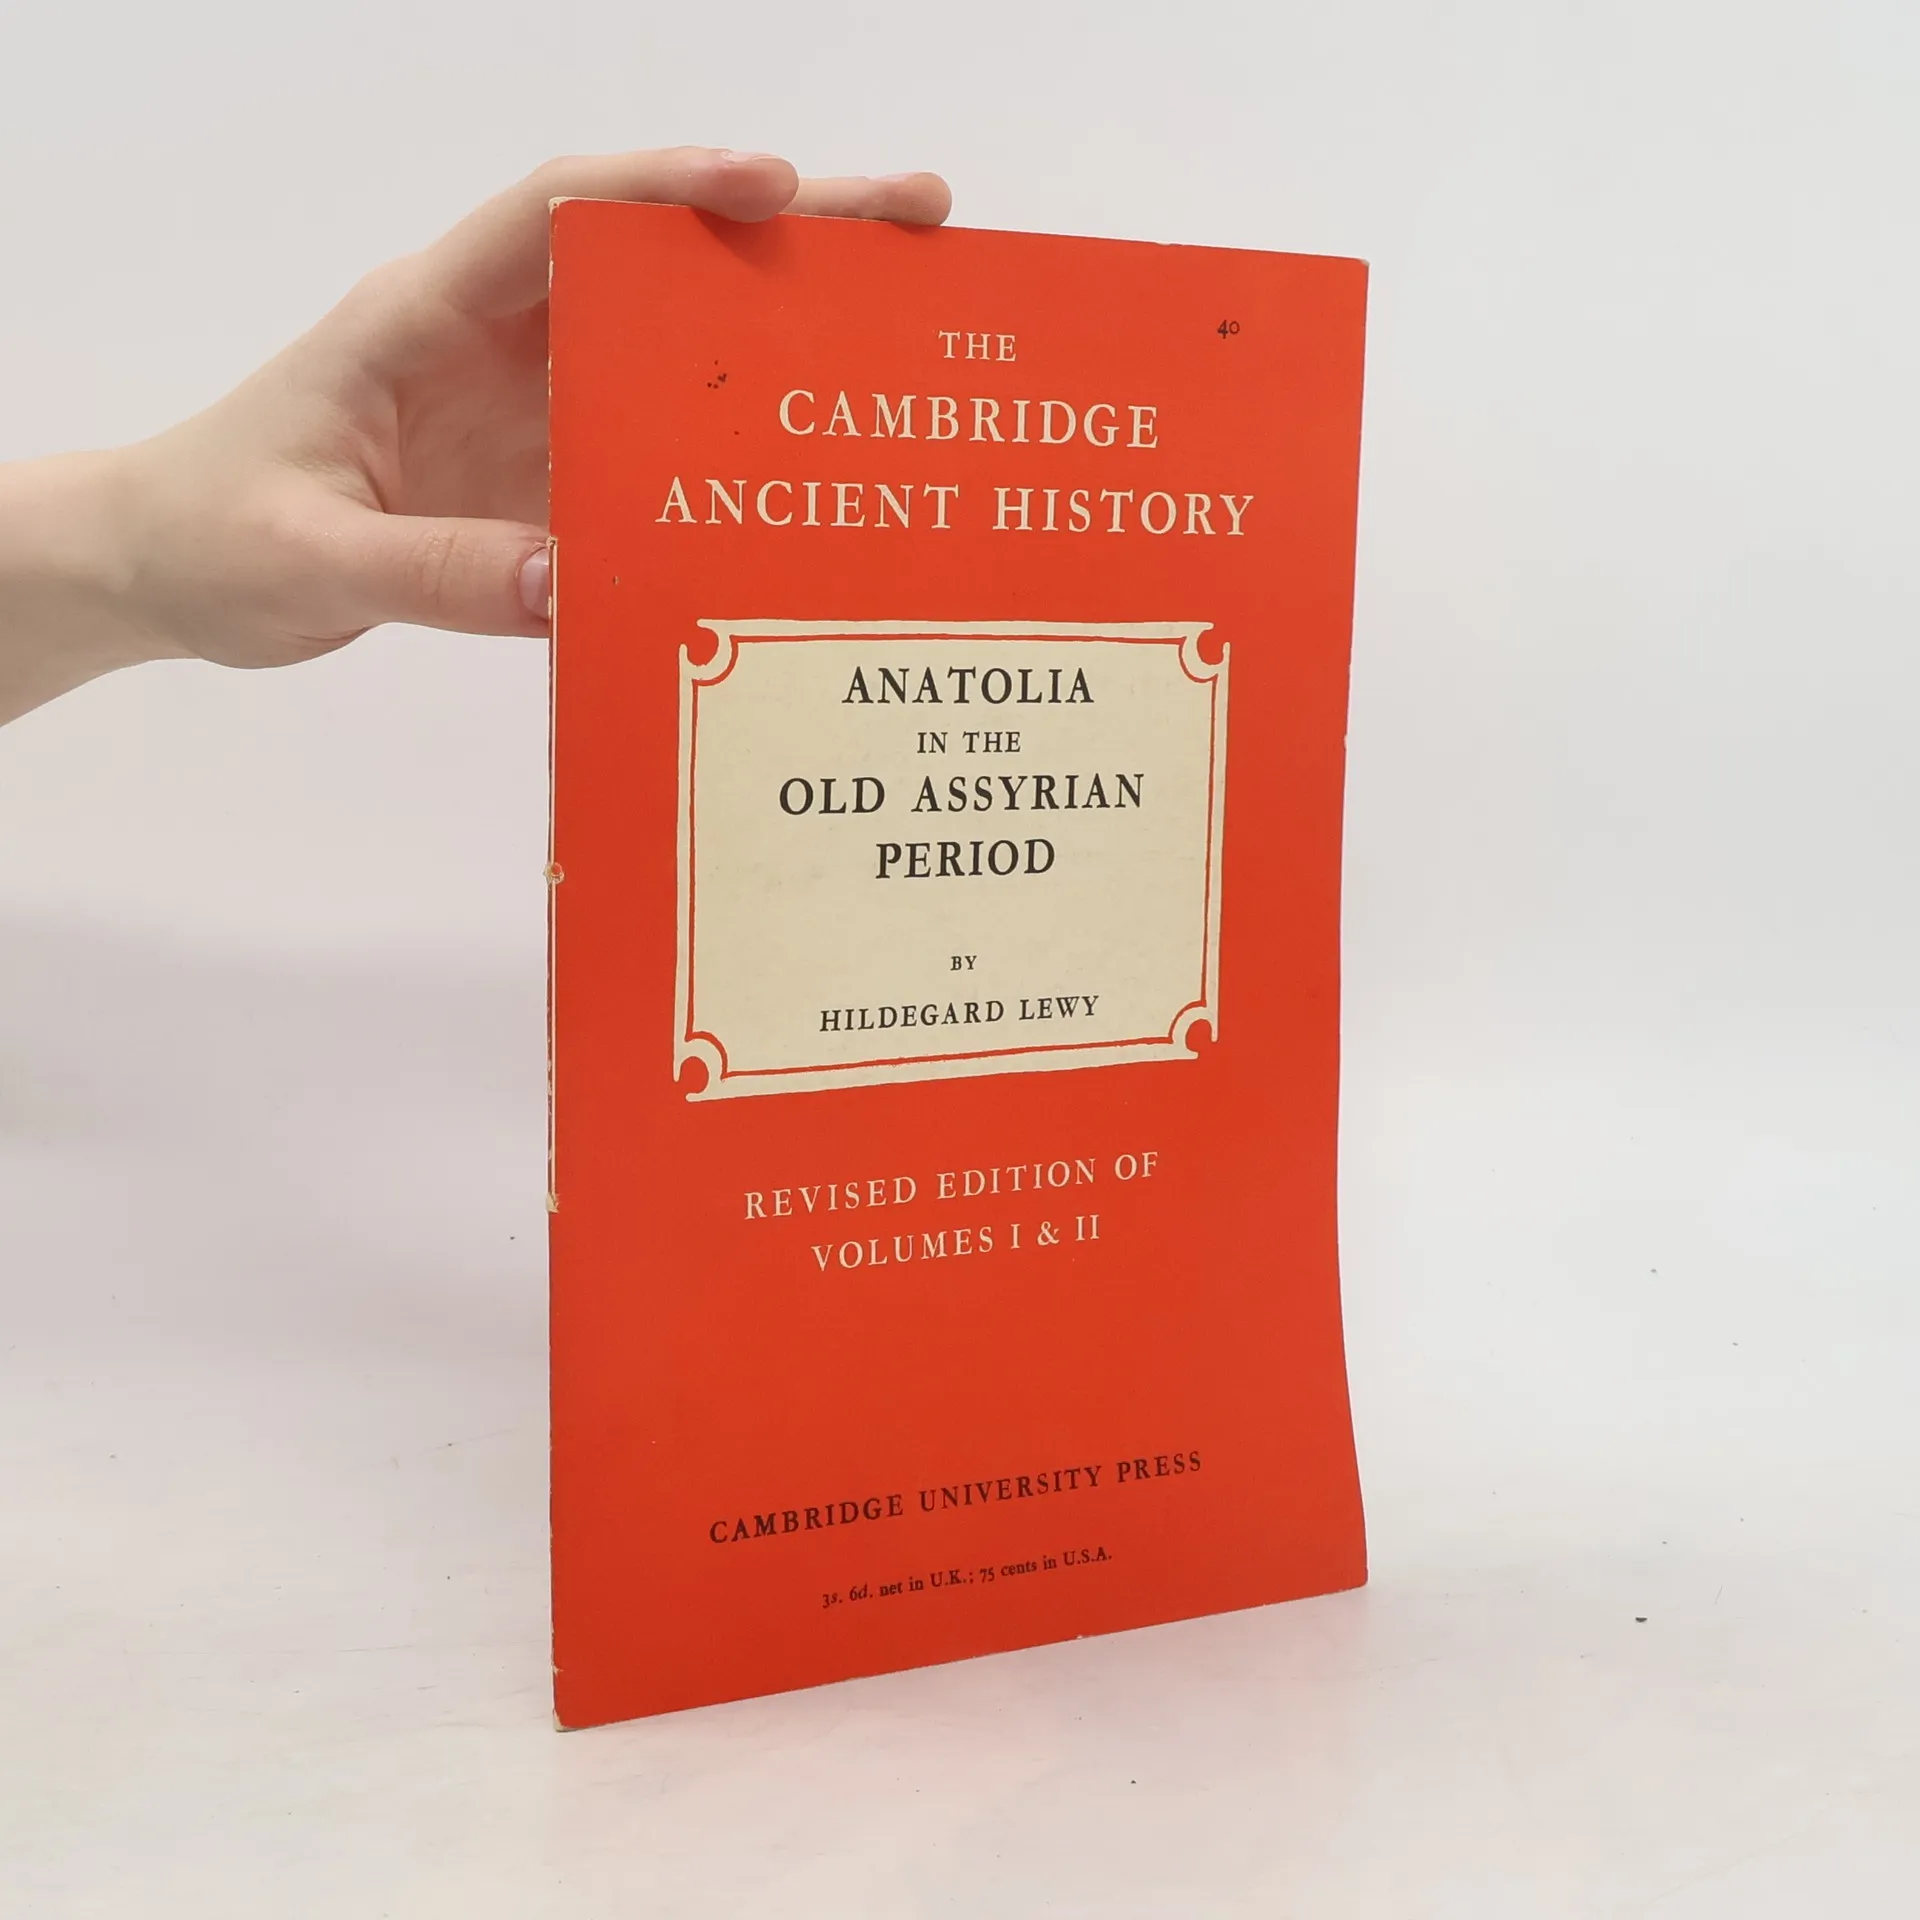 40
THE
CAMBRIDGE
ANCIENT HISTORY
ANATOLIA
IN THE
OLD ASSYRIAN
PERIOD
BY
HILDEGARD LEWY
REVISED EDITION OF
VOLUMES I & II
CAMBRIDGE UNIVERSITY PRESS
3s. 6d. net in U.K.; 75 cents in U.S.A.